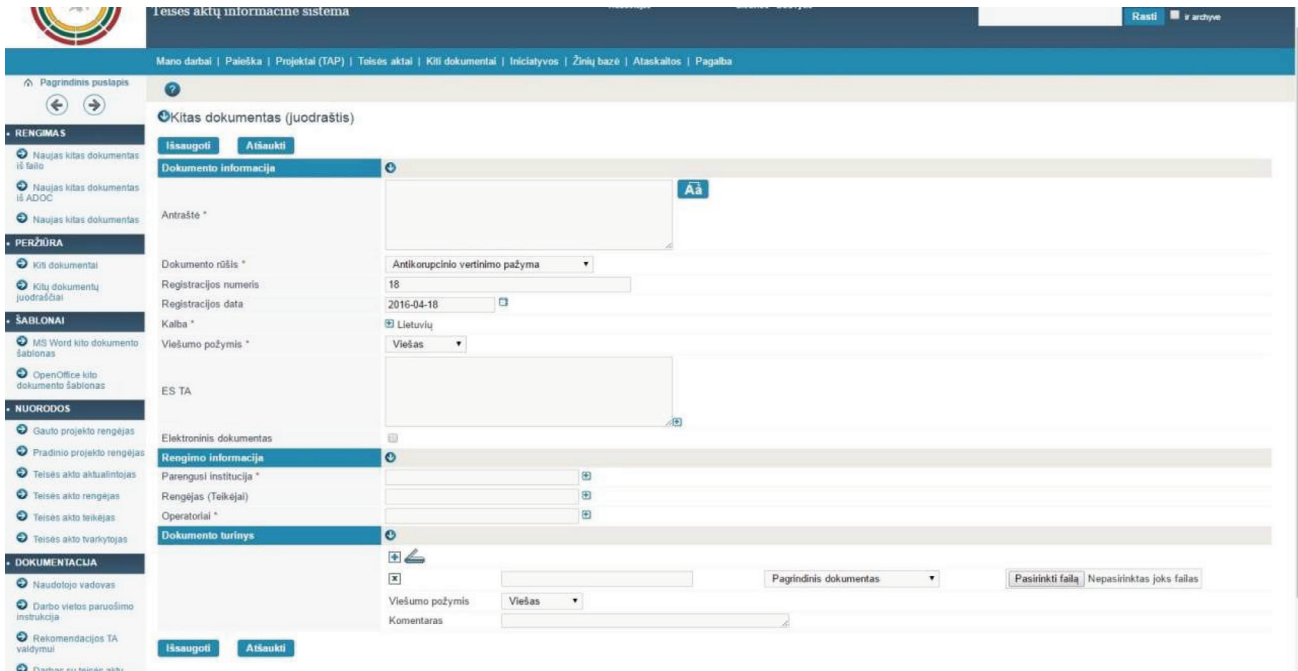 Teisės aktų informacinė sistema
Rasti
ir archyve
Mano darbai | Paieška | Projektai (TAP) | Teisės aktai | Kiti dokumentai | Iniciatyvos | Žinių bazė | Ataskaitos | Pagalba
Pagrindinis puslapis
RENGIMAS
Naujas kitas dokumentas
iš failo
Naujas kitas dokumentas
iš ADOC
Naujas kitas dokumentas
PERŽIŪRA
Kiti dokumentai
Kitų dokumentų
juodraščiai
ŠABLONAI
MS Word kito dokumento
šablonas
OpenOffice kito
dokumento šablonas
NUORODOS
Gauto projekto rengėjas
Pradinio projekto rengėjas
Teisės akto aktualintojas
Teisės akto rengėjas
Teisės akto teikėjas
Teisės akto tvarkytojas
DOKUMENTACIJA
Naudotojo vadovas
Darbo vietos paruošimo
instrukcija
Rekomendacijos TA
valdymui
Darbas su teisės aktų
?
Kitas dokumentas (juodraštis)
Išsaugoti Atšaukti
Dokumento informacija
Antraštė *
Aą
Dokumento rūšis * Antikorupcinio vertinimo pažyma
Registracijos numeris 18
Registracijos data 2016-04-18
Kalba * Lietuvių
Viešumo požymis * Viešas
ES TA
Elektroninis dokumentas
Rengimo informacija
Parengusi institucija *
Rengėjas (Teikėjai)
Operatoriai *
Dokumento turinys
Pagrindinis dokumentas Pasirinkti failą Nepasirinktas joks failas
Viešumo požymis Viešas
Komentaras
Išsaugoti Atšaukti